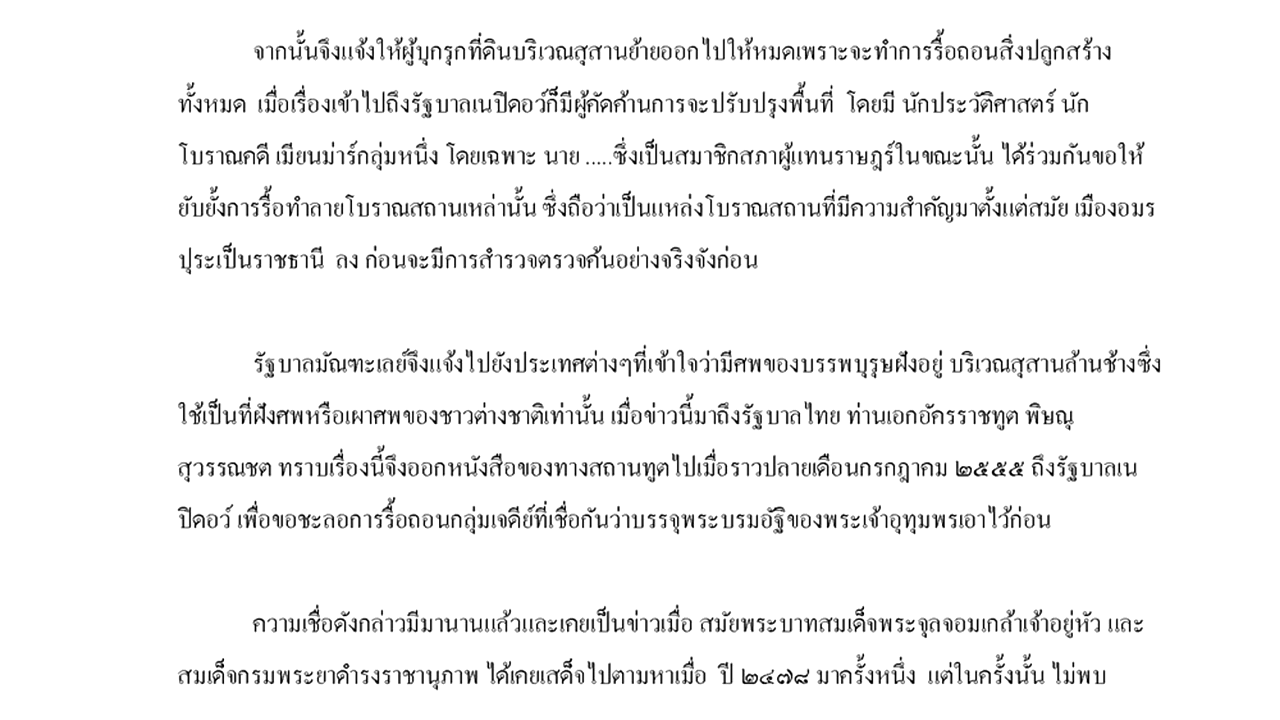 จากนั้นจึงแจ้งให้ผู้บุกรุกที่ดินบริเวณสุสานย้ายออกไปให้หมดเพราะจะทำการรื้อถอนสิ่งปลูกสร้าง
ทั้งหมด เมื่อเรื่องเข้าไปถึงรัฐบาลเนปิดอว์ก็มีผู้คัดค้านการจะปรับปรุงพื้นที่ โดยมี นักประวัติศาสตร์ นัก
โบราณคดี เมียนม่าร์กลุ่มหนึ่ง โดยเฉพาะ นาย .....ซึ่งเป็นสมาชิกสภาผู้แทนราษฎร์ในขณะนั้น ได้ร่วมกันขอให้
ยับยั้งการรื้อทำลายโบราณสถานเหล่านั้น ซึ่งถือว่าเป็นแหล่งโบราณสถานที่มีความสำคัญมาตั้งแต่สมัย เมืองอมร
ปุระเป็นราชธานี ลง ก่อนจะมีการสำรวจตรวจค้นอย่างจริงจังก่อน
รัฐบาลมัณฑะเลย์จึงแจ้งไปยังประเทศต่างๆที่เข้าใจว่ามีศพของบรรพบุรุษฝังอยู่ บริเวณสุสานล้านช้างซึ่ง
ใช้เป็นที่ฝังศพหรือเผาศพของชาวต่างชาติเท่านั้น เมื่อข่าวนี้มาถึงรัฐบาลไทย ท่านเอกอัครราชทูต พิษณุ
สุวรรณชต ทราบเรื่องนี้จึงออกหนังสือของทางสถานทูตไปเมื่อราวปลายเดือนกรกฎาคม ๒๕๕๕ ถึงรัฐบาลเน
ปิดอว์ เพื่อขอชะลอการรื้อถอนกลุ่มเจดีย์ที่เชื่อกันว่าบรรจุพระบรมอัฐิของพระเจ้าอุทุมพรเอาไว้ก่อน
ความเชื่อดังกล่าวมีมานานแล้วและเคยเป็นข่าวเมื่อ สมัยพระบาทสมเด็จพระจุลจอมเกล้าเจ้าอยู่หัว และ
สมเด็จกรมพระยาดำรงราชานุภาพ ได้เคยเสด็จไปตามหาเมื่อ ปี ๒๔๗๘ มาครั้งหนึ่ง แต่ในครั้งนั้น ไม่พบ